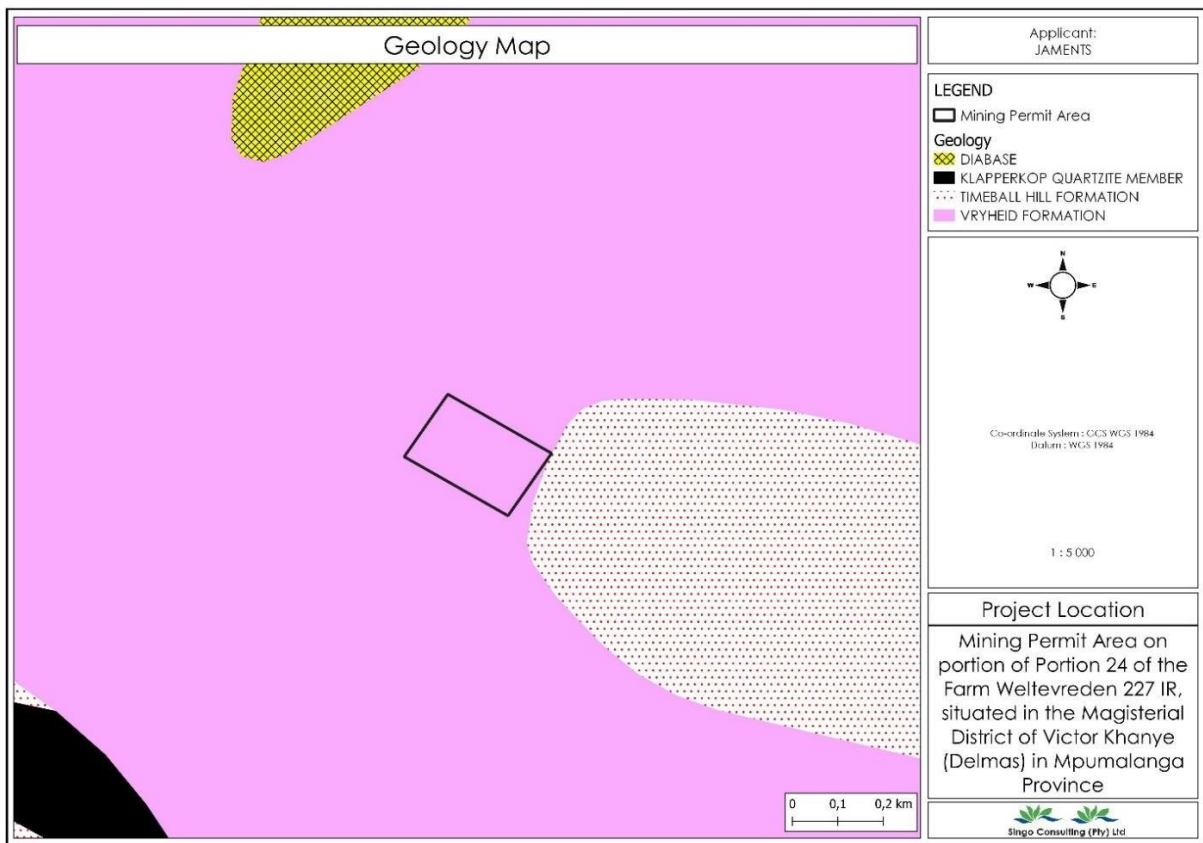 Geology Map
Applicant:
JAMENTS
LEGEND
Mining Permit Area
Geology
DIABASE
KLAPPERKOP QUARTZITE MEMBER
TIMEBALL HILL FORMATION
VRYHEID FORMATION
N
W E
S
Co-ordinate System : GCS WGS 1984
Datum : WGS 1984
1 : 5 000
Project Location
Mining Permit Area on
portion of Portion 24 of the
Farm Weltevreden 227 IR,
situated in the Magisterial
District of Victor Khanye
(Delmas) in Mpumalanga
Province
0 0,1 0,2 km
Singo Consulting (Pty) Ltd